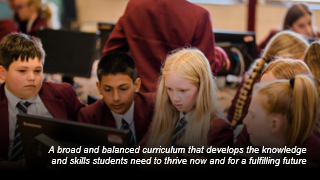 A broad and balanced curriculum that develops the knowledge
and skills students need to thrive now and for a fulfilling future